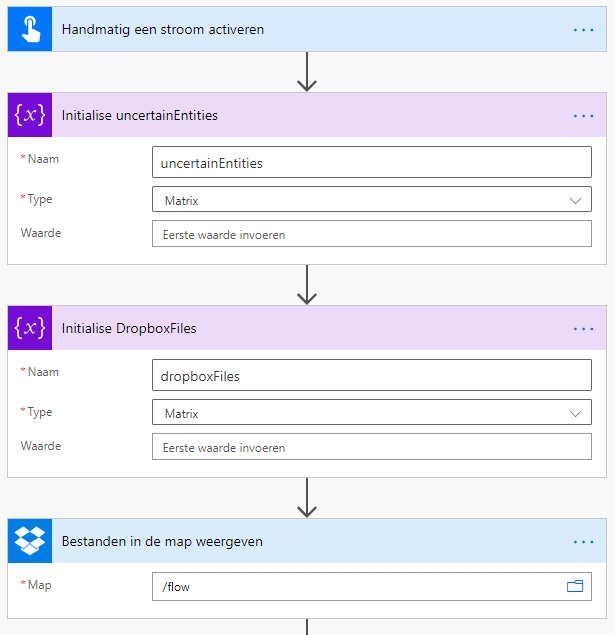 Handmatig een stroom activeren
{x} Initialise uncertainEntities
* Naam uncertainEntities
* Type Matrix
Waarde Eerste waarde invoeren
{x} Initialise DropboxFiles
* Naam dropboxFiles
* Type Matrix
Waarde Eerste waarde invoeren
Bestanden in de map weergeven
* Map /flow